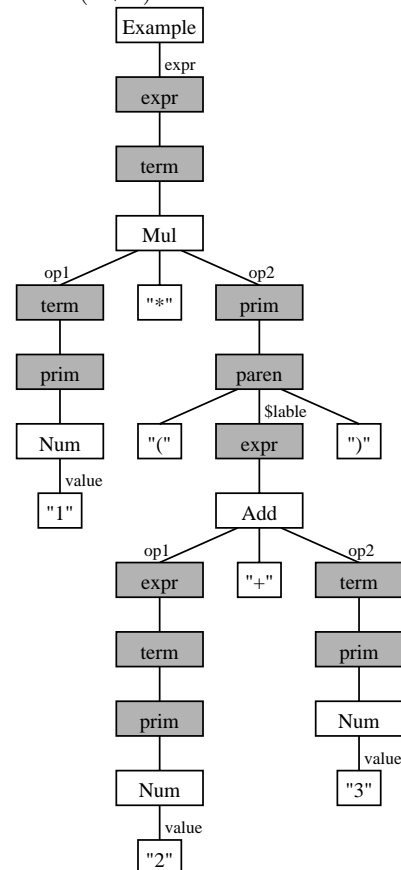 Example
expr
expr
term
Mul
op1
op2
term
"*"
prim
prim
paren
$lable
Num
"("
expr
")"
value
"1"
Add
op1
op2
expr
"+"
term
term
prim
prim
Num
Num
value
"3"
value
"2"